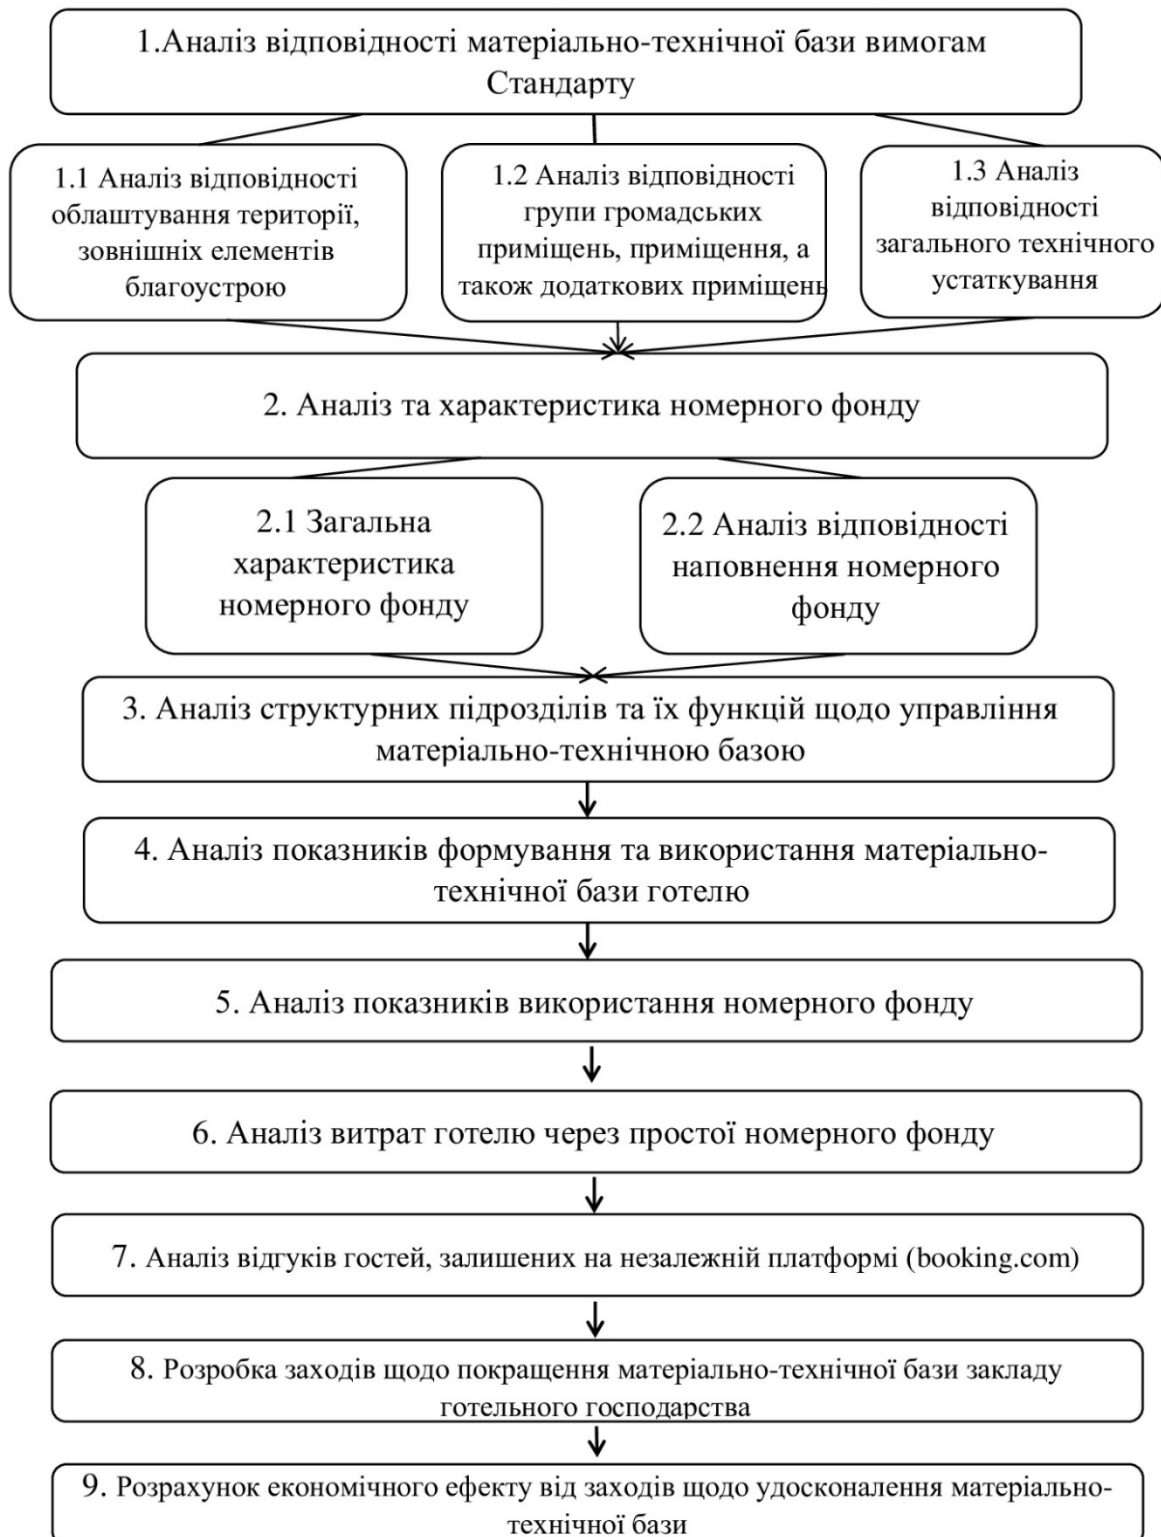 1.Аналіз відповідності матеріально-технічної бази вимогам
Стандарту
1.1 Аналіз відповідності
облаштування території,
зовнішніх елементів
благоустрою
1.2 Аналіз відповідності
групи громадських
приміщень, приміщення, а
також додаткових приміщень
1.3 Аналіз
відповідності
загального технічного
устаткування
2. Аналіз та характеристика номерного фонду
2.1 Загальна
характеристика
номерного фонду
2.2 Аналіз відповідності
наповнення номерного
фонду
3. Аналіз структурних підрозділів та їх функцій щодо управління
матеріально-технічною базою
4. Аналіз показників формування та використання матеріально-
технічної бази готелю
5. Аналіз показників використання номерного фонду
6. Аналіз витрат готелю через простої номерного фонду
7. Аналіз відгуків гостей, залишених на незалежній платформі (booking.com)
8. Розробка заходів щодо покращення матеріально-технічної бази закладу
готельного господарства
9. Розрахунок економічного ефекту від заходів щодо удосконалення матеріально-
технічної бази